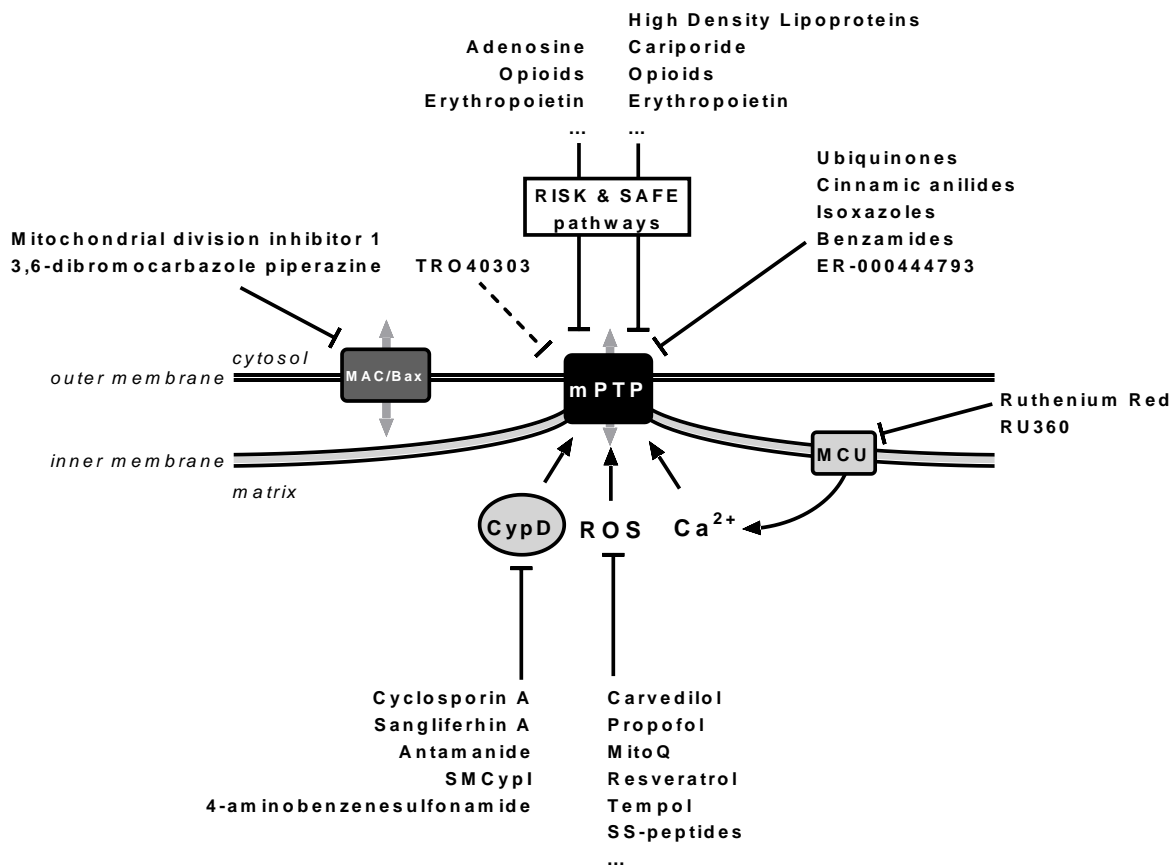 High Density Lipoproteins
Adenosine
Opioids
Erythropoietin
...
Cariporide
Opioids
Erythropoietin
...
Ubiquinones
Cinnamic anilides
Isoxazoles
Benzamides
ER-000444793
RISK & SAFE
pathways
Mitochondrial division inhibitor 1
3,6-dibromocarbazole piperazine
TRO40303
cytosol
outer membrane
MAC/Bax
mPTP
Ruthenium Red
RU360
inner membrane
MCU
matrix
CypD
ROS
Ca2+
Cyclosporin A
Sangliferhin A
Antamanide
SMCypI
4-aminobenzenesulfonamide
Carvedilol
Propofol
MitoQ
Resveratrol
Tempol
SS-peptides
...